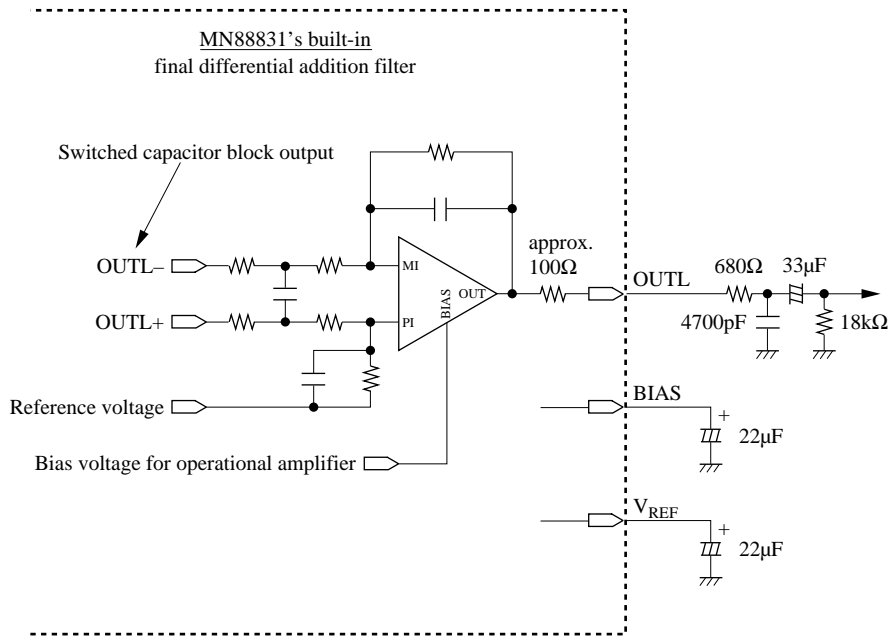 MN88831's built-in
final differential addition filter
Switched capacitor block output
approx.
100Ω
OUTL–
MI
OUT
BIAS
PI
OUTL
680Ω
33µF
OUTL+
4700pF
18kΩ
Reference voltage
BIAS
+
22µF
Bias voltage for operational amplifier
VREF
+
22µF